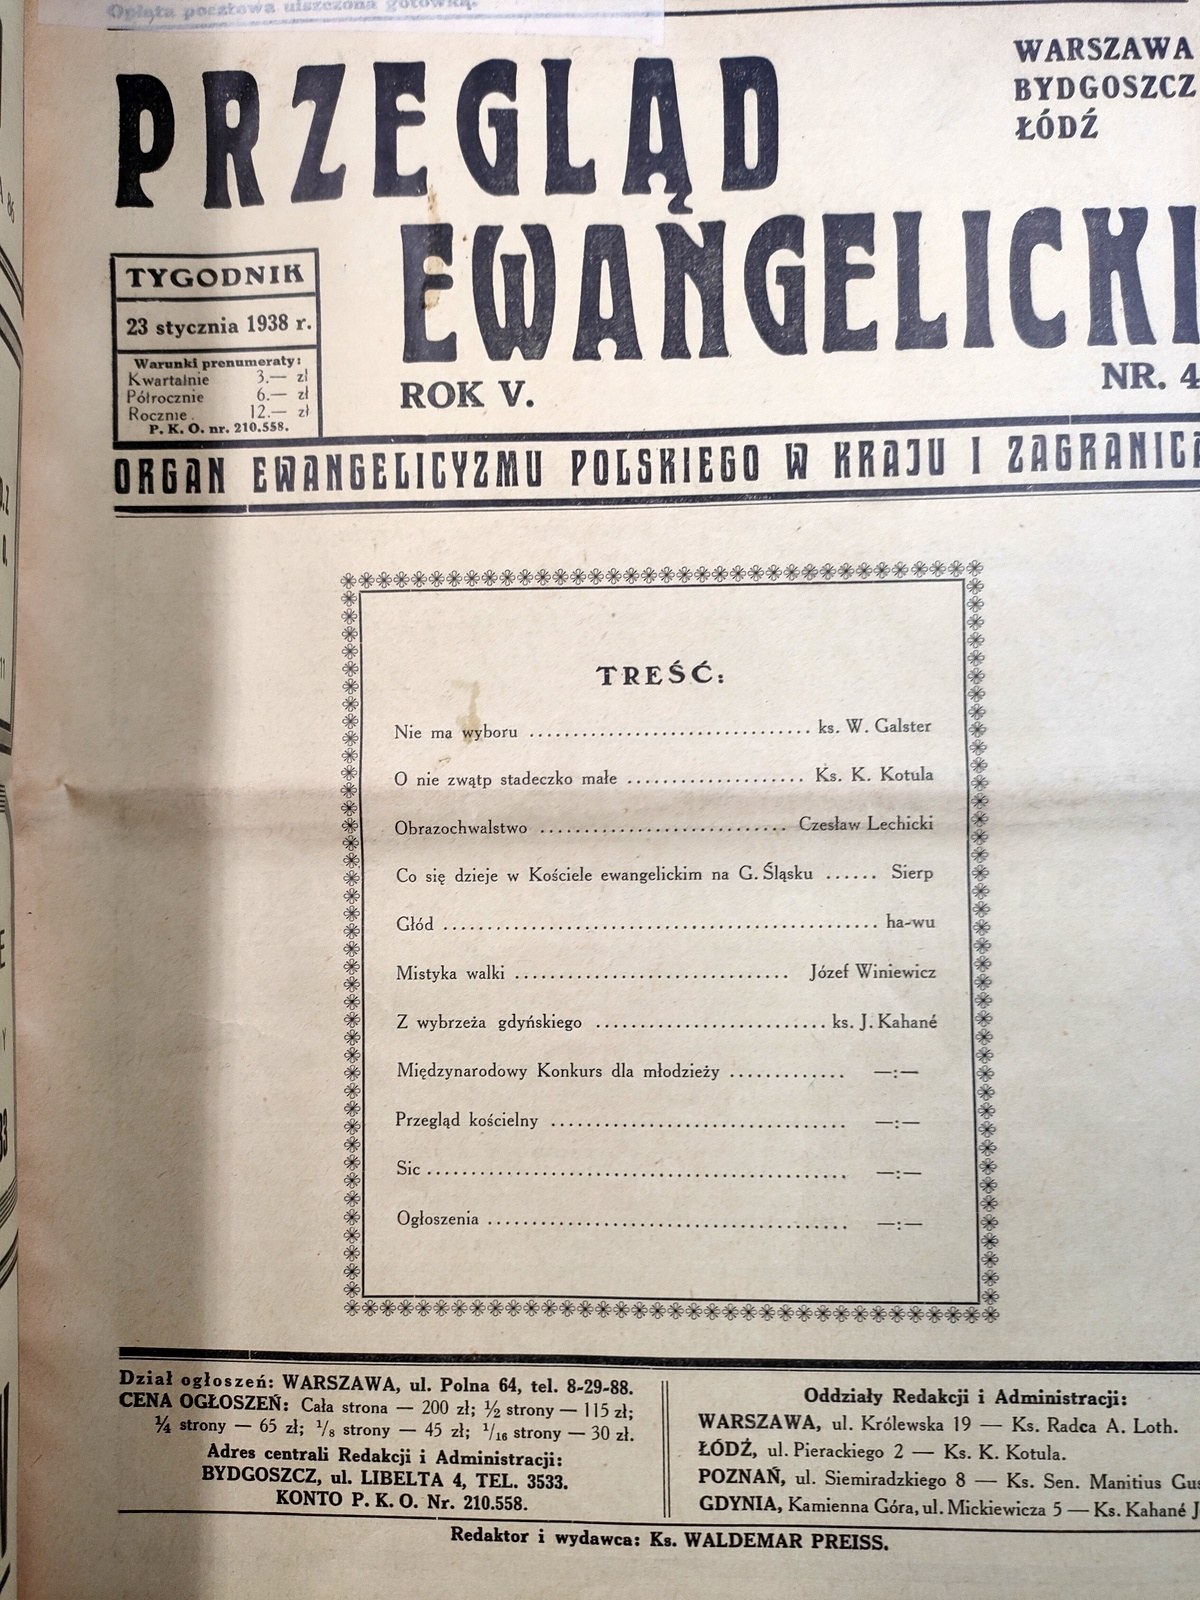 Opłata pocztowa uiszczona gotówką.
PRZEGLĄD
EWANGELICKI
WARSZAWA
BYDGOSZCZ
ŁÓDŹ
TYGODNIK
23 stycznia 1938 r.
Warunki prenumeraty:
Kwartalnie 3.— zł
Półrocznie 6.— zł
Rocznie 12.— zł
P. K. O. nr. 210.558.
ROK V.
NR. 4
ORGAN EWANGELICYZMU POLSKIEGO W KRAJU I ZAGRANICĄ
TREŚĆ:
Nie ma wyboru ................................ ks. W. Galster
O nie zwątp stadeczko małe .................... Ks. K. Kotula
Obrazochwalstwo ............................ Czesław Lechicki
Co się dzieje w Kościele ewangelickim na G. Śląsku ...... Sierp
Głód ................................................ ha-wu
Mistyka walki ............................... Józef Winiewicz
Z wybrzeża gdyńskiego .......................... ks. J. Kahané
Międzynarodowy Konkurs dla młodzieży ............. —:—
Przegląd kościelny ................................. —:—
Sic ................................................ —:—
Ogłoszenia ......................................... —:—
Dział ogłoszeń: WARSZAWA, ul. Polna 64, tel. 8-29-88.
CENA OGŁOSZEŃ: Cała strona — 200 zł; ½ strony — 115 zł;
¼ strony — 65 zł; 1/8 strony — 45 zł; 1/16 strony — 30 zł.
Adres centrali Redakcji i Administracji:
BYDGOSZCZ, ul. LIBELTA 4, TEL. 3533.
KONTO P. K. O. Nr. 210.558.
Oddziały Redakcji i Administracji:
WARSZAWA, ul. Królewska 19 — Ks. Radca A. Loth.
ŁÓDŹ, ul. Pierackiego 2 — Ks. K. Kotula.
POZNAŃ, ul. Siemiradzkiego 8 — Ks. Sen. Manitius Gus
GDYNIA, Kamienna Góra, ul. Mickiewicza 5 — Ks. Kahané J
Redaktor i wydawca: Ks. WALDEMAR PREISS.